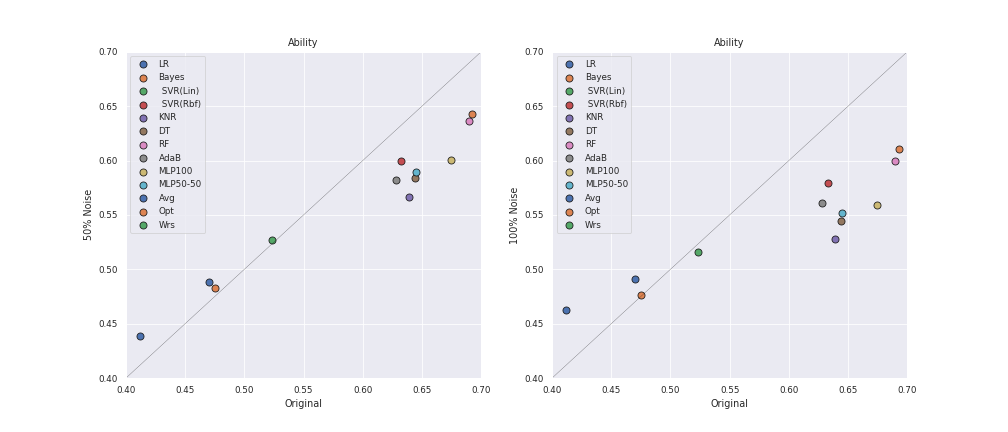 Ability
0.70
0.65
0.60
0.55
0.50
0.45
0.40
50% Noise
LR
Bayes
SVR(Lin)
SVR(Rbf)
KNR
DT
RF
AdaB
MLP100
MLP50-50
Avg
Opt
Wrs
0.40 0.45 0.50 0.55 0.60 0.65 0.70
Original
Ability
0.70
0.65
0.60
0.55
0.50
0.45
0.40
100% Noise
LR
Bayes
SVR(Lin)
SVR(Rbf)
KNR
DT
RF
AdaB
MLP100
MLP50-50
Avg
Opt
Wrs
0.40 0.45 0.50 0.55 0.60 0.65 0.70
Original